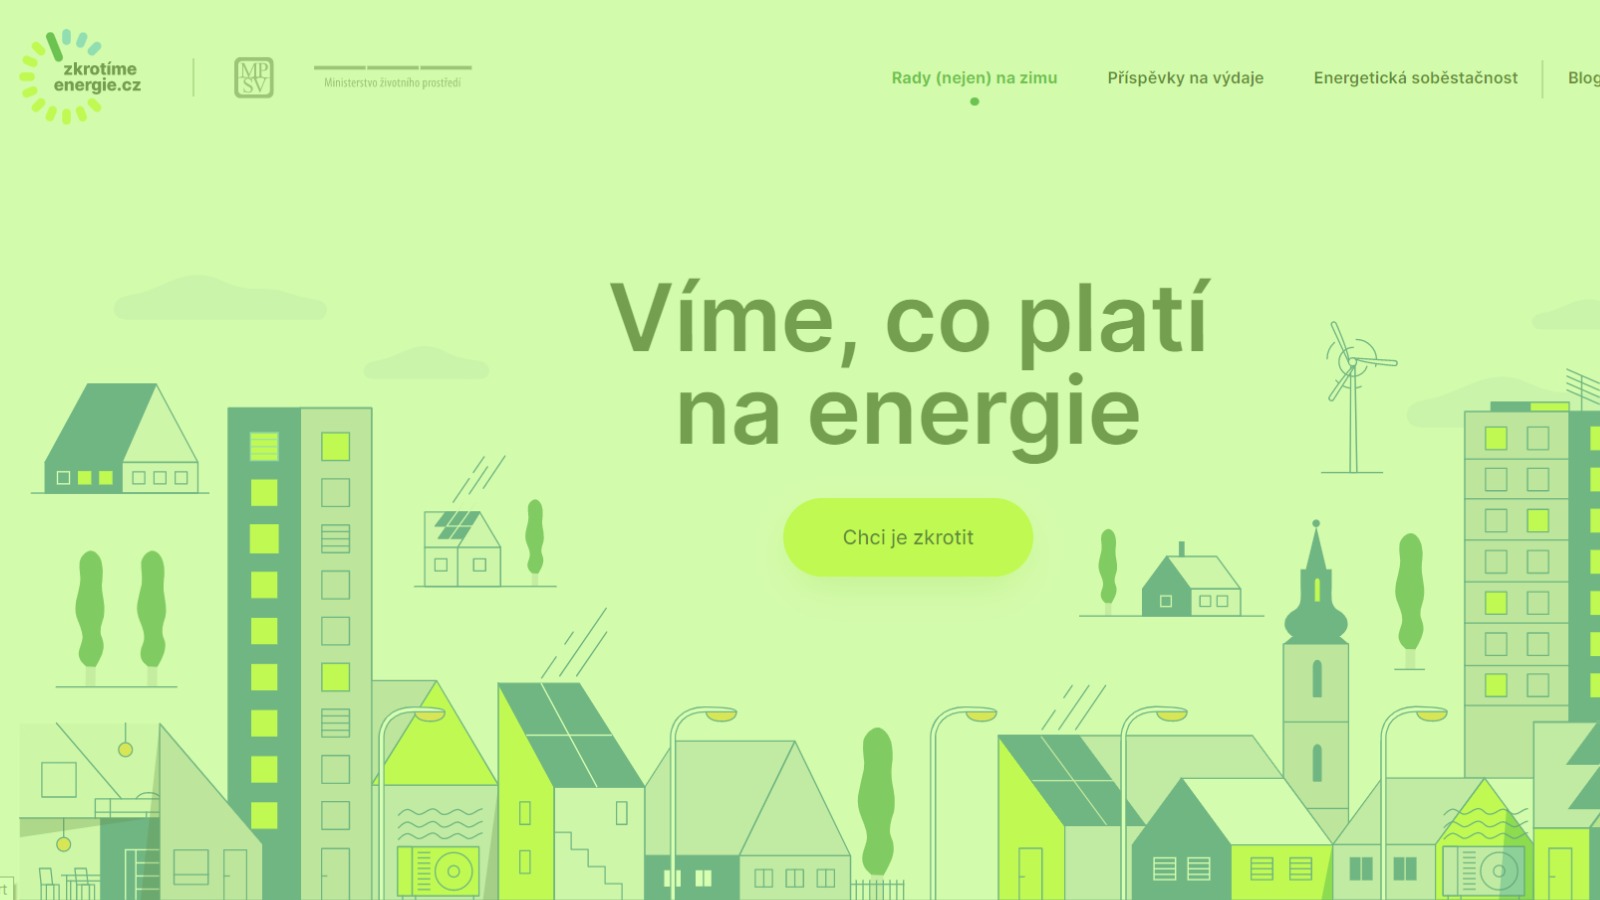 zkrotíme
energie.cz
MP
SV
Ministerstvo životního prostředí
Rady (nejen) na zimu
Příspěvky na výdaje
Energetická soběstačnost
Blog
Víme, co platí
na energie
Chci je zkrotit